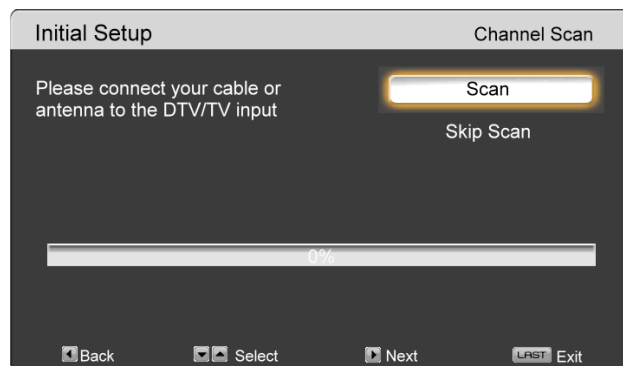 Initial Setup
Channel Scan
Please connect your cable or
antenna to the DTV/TV input
Scan
Skip Scan
0%
Back
Select
Next
LAST Exit